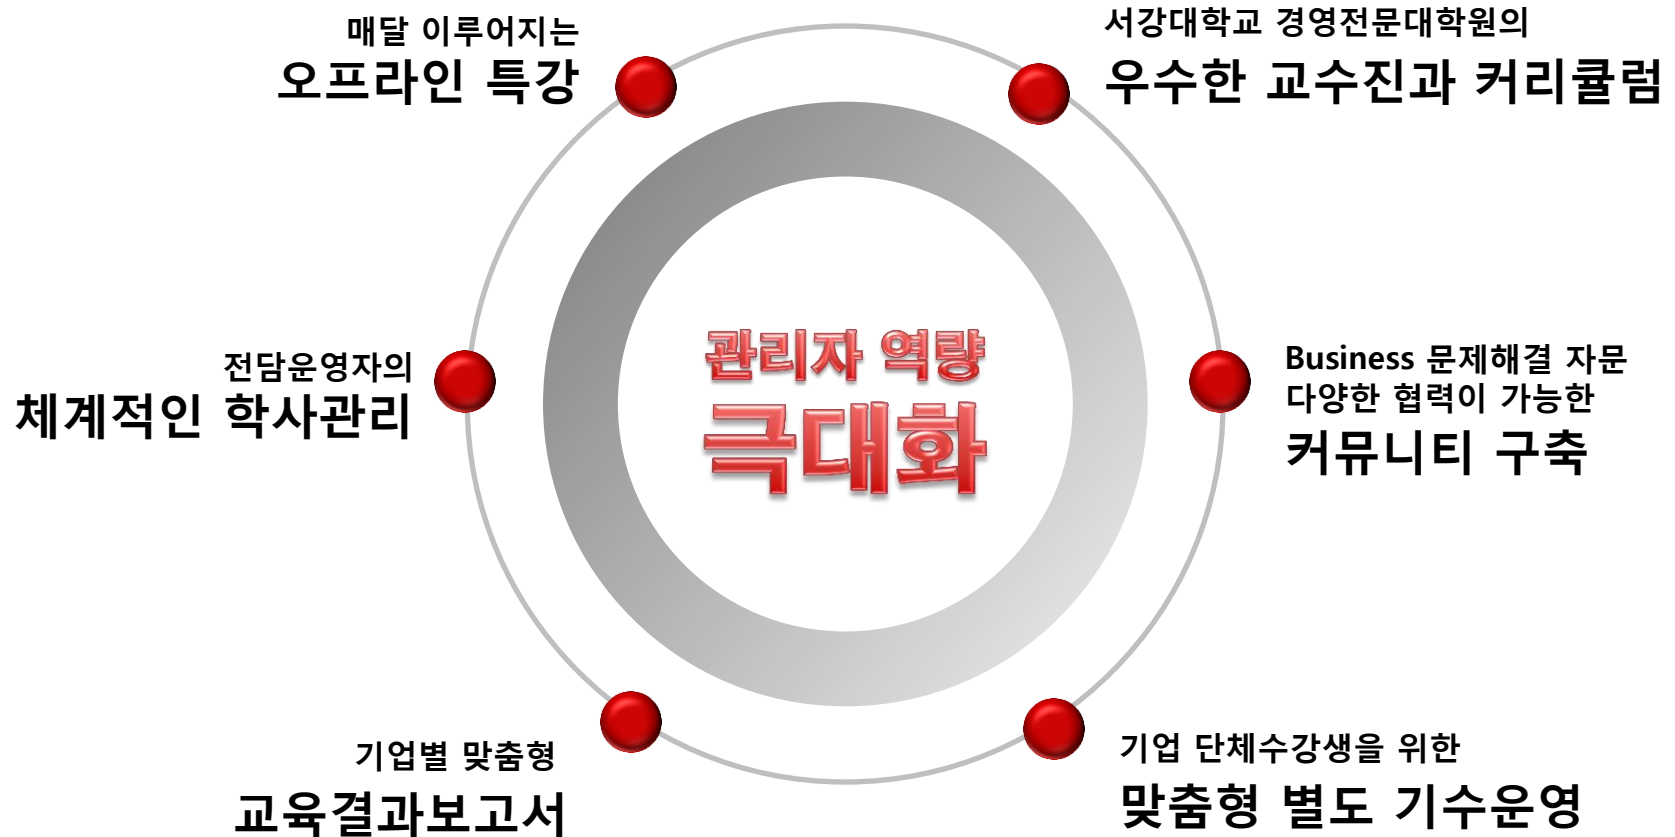 매달 이루어지는
오프라인 특강
서강대학교 경영전문대학원의
우수한 교수진과 커리큘럼
전담운영자의
체계적인 학사관리
관리자 역량
극대화
Business 문제해결 자문
다양한 협력이 가능한
커뮤니티 구축
기업별 맞춤형
교육결과보고서
기업 단체수강생을 위한
맞춤형 별도 기수운영